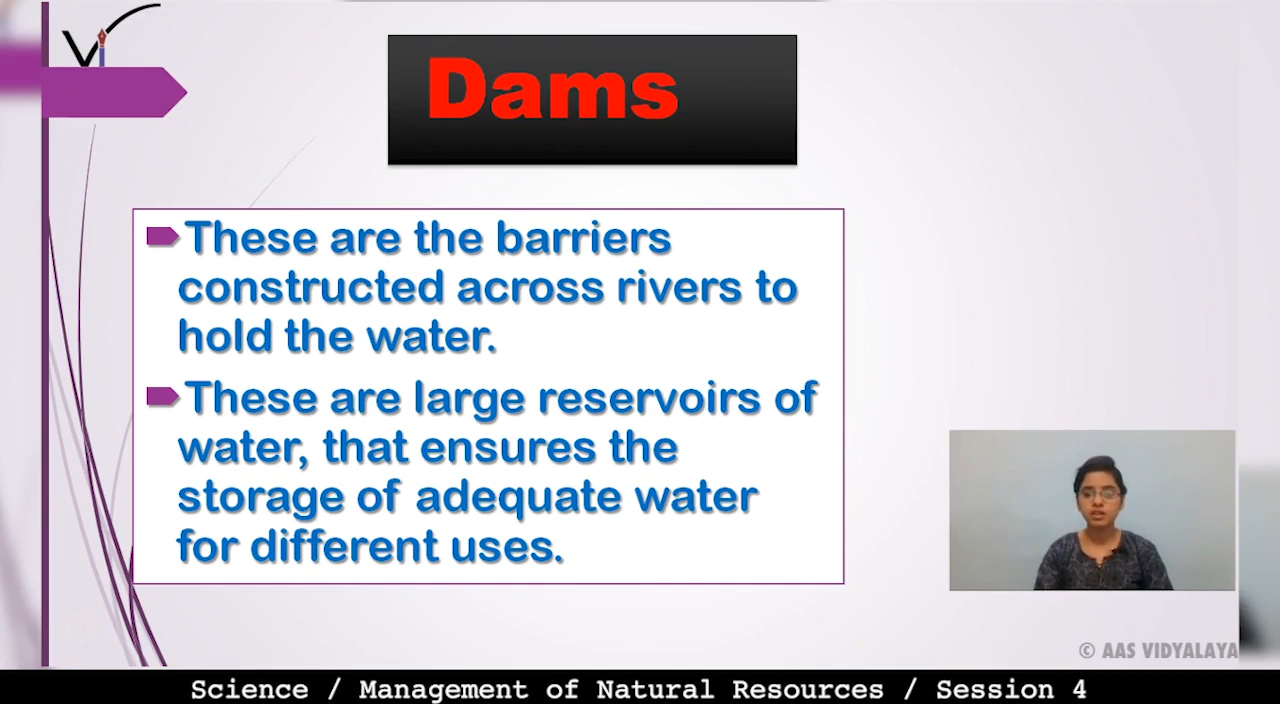 Vi
Dams
These are the barriers
constructed across rivers to
hold the water.
These are large reservoirs of
water, that ensures the
storage of adequate water
for different uses.
© AAS VIDYALAYA
Science / Management of Natural Resources / Session 4